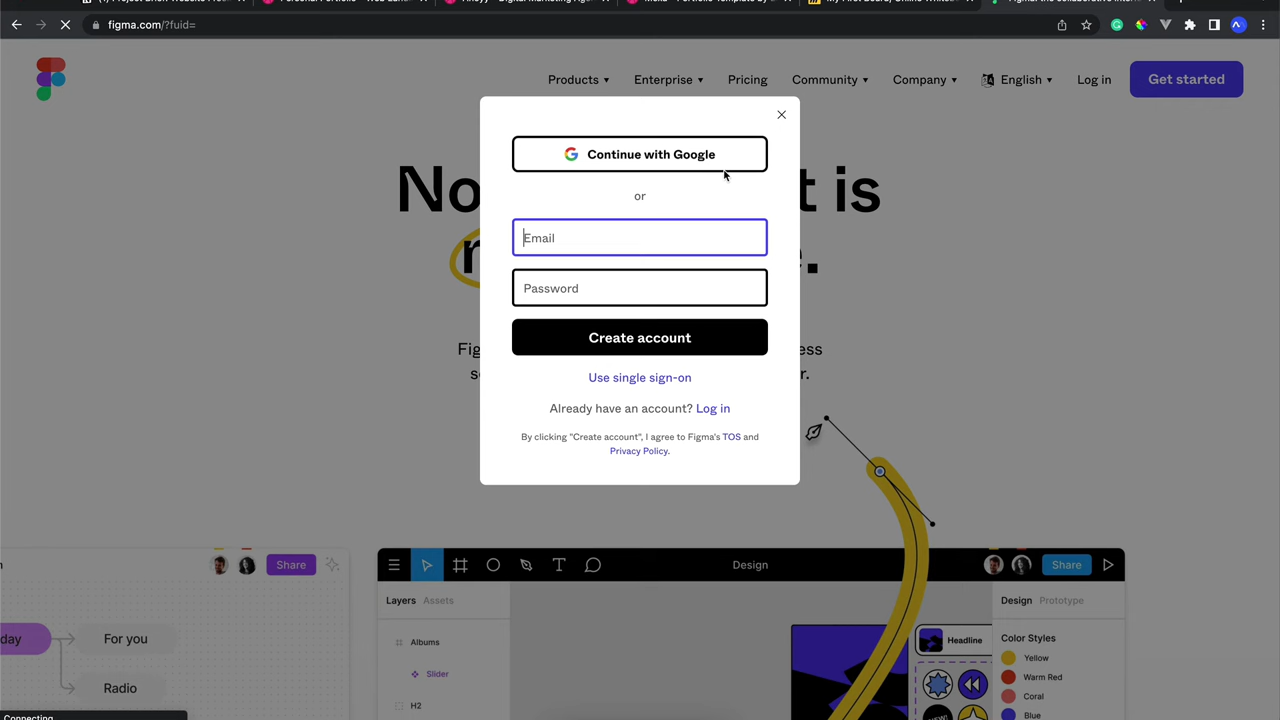 figma.com/?fuid=
Products
Enterprise
Pricing
Community
Company
English
Log in
Get started
Continue with Google
or
Email
Password
Create account
Use single sign-on
Already have an account? Log in
By clicking "Create account", I agree to Figma's TOS and
Privacy Policy.
No
t is
Share
Design
Share
Layers Assets
Design Prototype
Albums
Headline
Color Styles
day
For you
Yellow
Slider
Warm Red
Radio
Coral
H2
Blue
Connecting